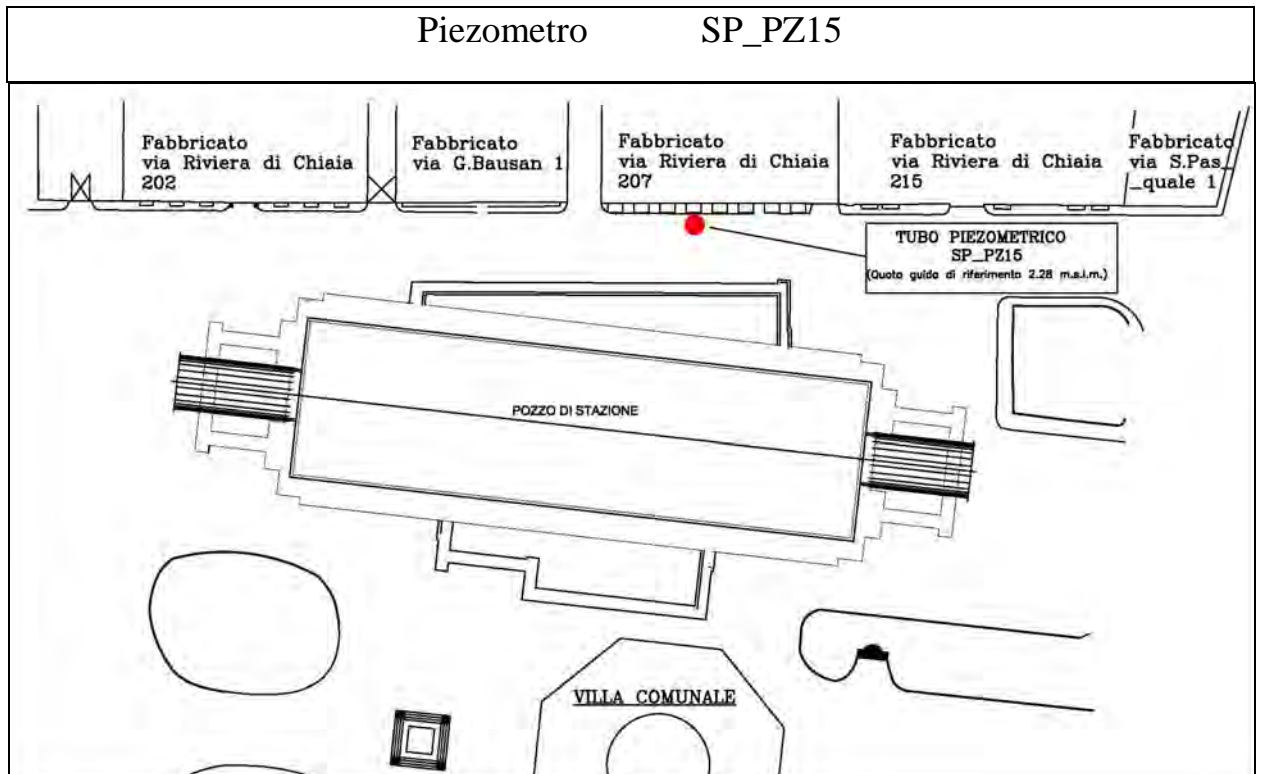 Piezometro SP_PZ15
Fabbricato
via Riviera di Chiaia
202
Fabbricato
via G.Bausan 1
Fabbricato
via Riviera di Chiaia
207
Fabbricato
via Riviera di Chiaia
215
Fabbricato
via S.Pas_
_quale 1
TUBO PIEZOMETRICO
SP_PZ15
(Quota guida di riferimento 2.28 m.s.l.m.)
POZZO DI STAZIONE
VILLA COMUNALE